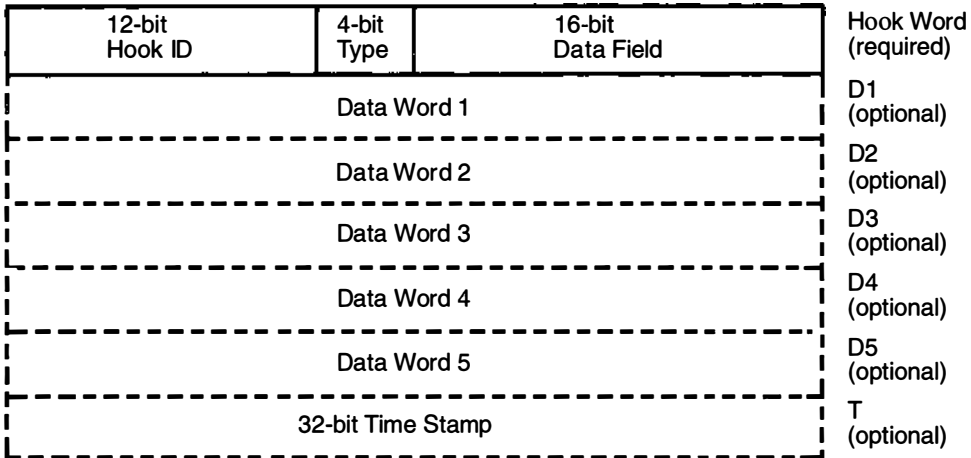 12-bit
Hook ID
4-bit
Type
16-bit
Data Field
Hook Word
(required)
Data Word 1
D1
(optional)
Data Word 2
D2
(optional)
Data Word 3
D3
(optional)
Data Word 4
D4
(optional)
Data Word 5
D5
(optional)
32-bit Time Stamp
T
(optional)